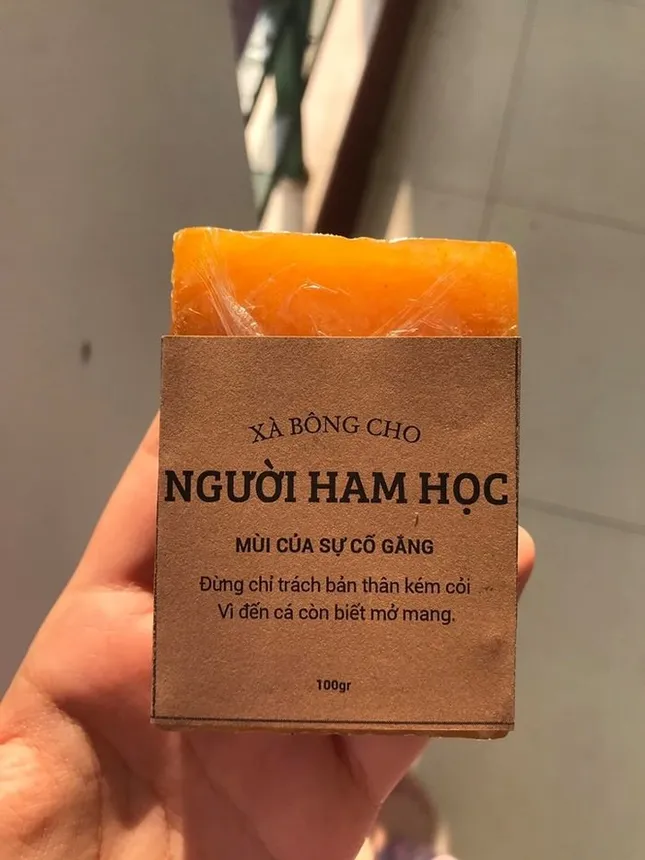 XÀ BÔNG CHO
NGƯỜI HAM HỌC
MÙI CỦA SỰ CỐ GẮNG
Đừng chỉ trách bản thân kém cỏi
Vì đến cá còn biết mở mang.
100gr